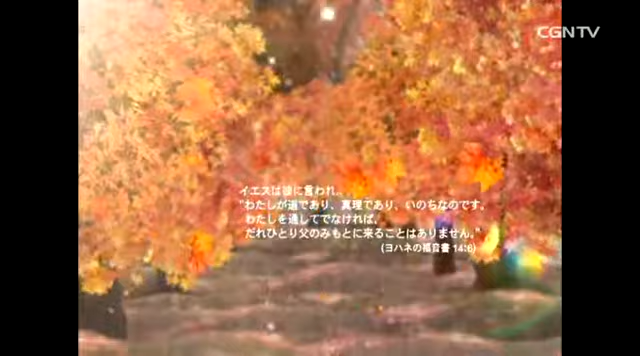 CGNTV
イエスは彼に言われ..
"わたしが道であり、真理であり、いのちなのです。
わたしを通してでなければ、
だれひとり父のみもとに来ることはありません。"
(ヨハネの福音書 14:6)